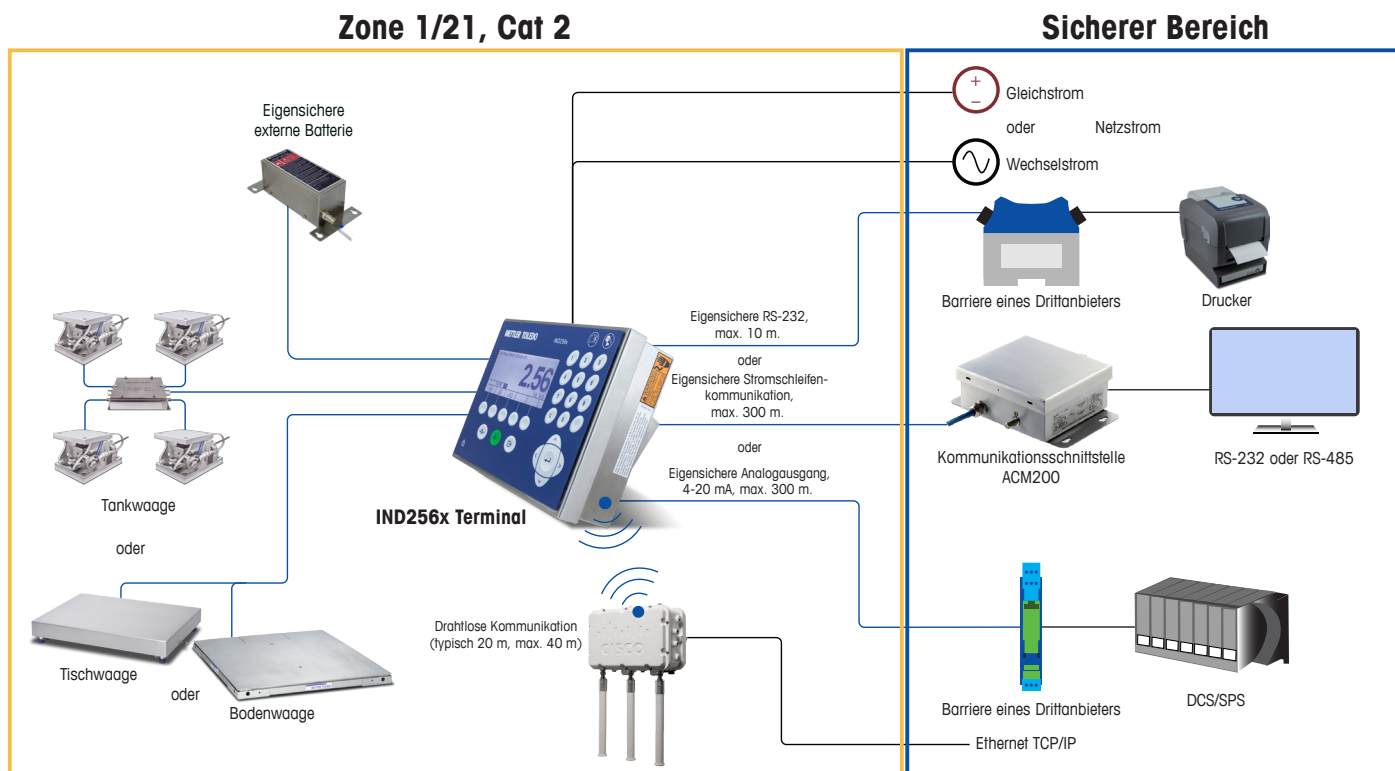 Zone 1/21, Cat 2
Sicherer Bereich
Eigensichere
externe Batterie
Gleichstrom
oder
Netzstrom
Wechselstrom
Barriere eines Drittanbieters
Drucker
Eigensichere RS-232,
max. 10 m.
oder
Eigensichere Stromschleifen-
kommunikation,
max. 300 m.
oder
Eigensichere Analogausgang,
4-20 mA, max. 300 m.
METTLER TOLEDO
IND256x
2.56
IND256x Terminal
Kommunikationsschnittstelle
ACM200
RS-232 oder RS-485
Tankwaage
oder
Tischwaage
oder
Bodenwaage
Drahtlose Kommunikation
(typisch 20 m, max. 40 m)
CISCO
Barriere eines Drittanbieters
DCS/SPS
Ethernet TCP/IP